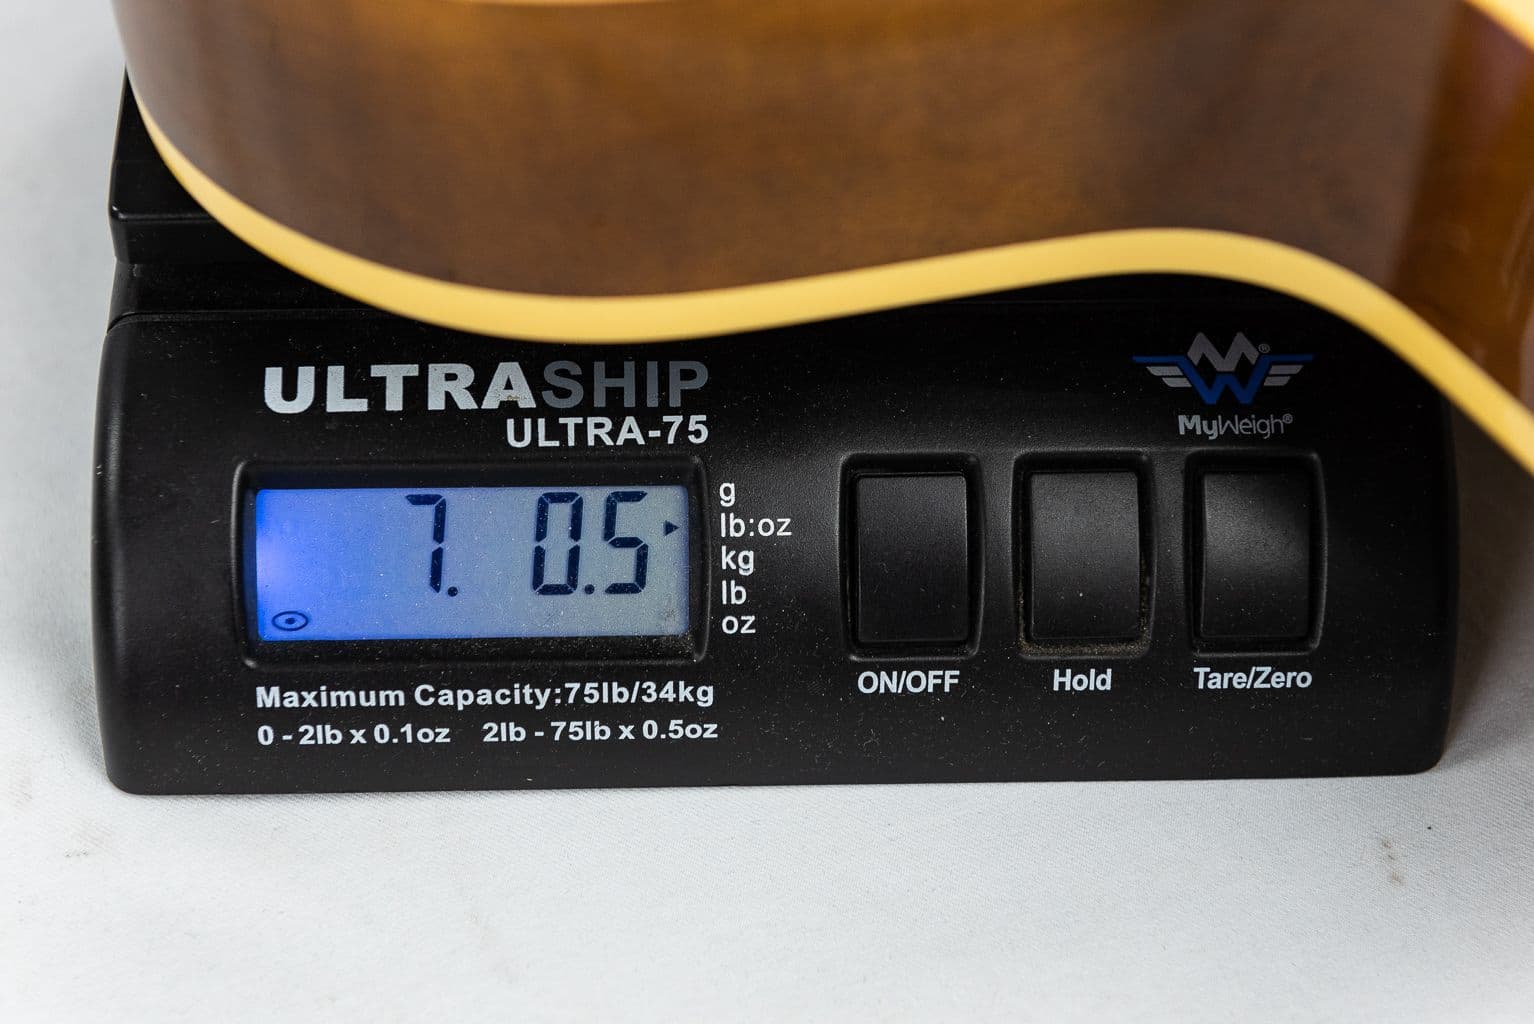 ULTRASHIP
ULTRA-75
MW®
MyWeigh®
7. 0.5
g
lb:oz
kg
lb
oz
ON/OFF
Hold
Tare/Zero
Maximum Capacity:75lb/34kg
0 - 2lb x 0.1oz 2lb - 75lb x 0.5oz